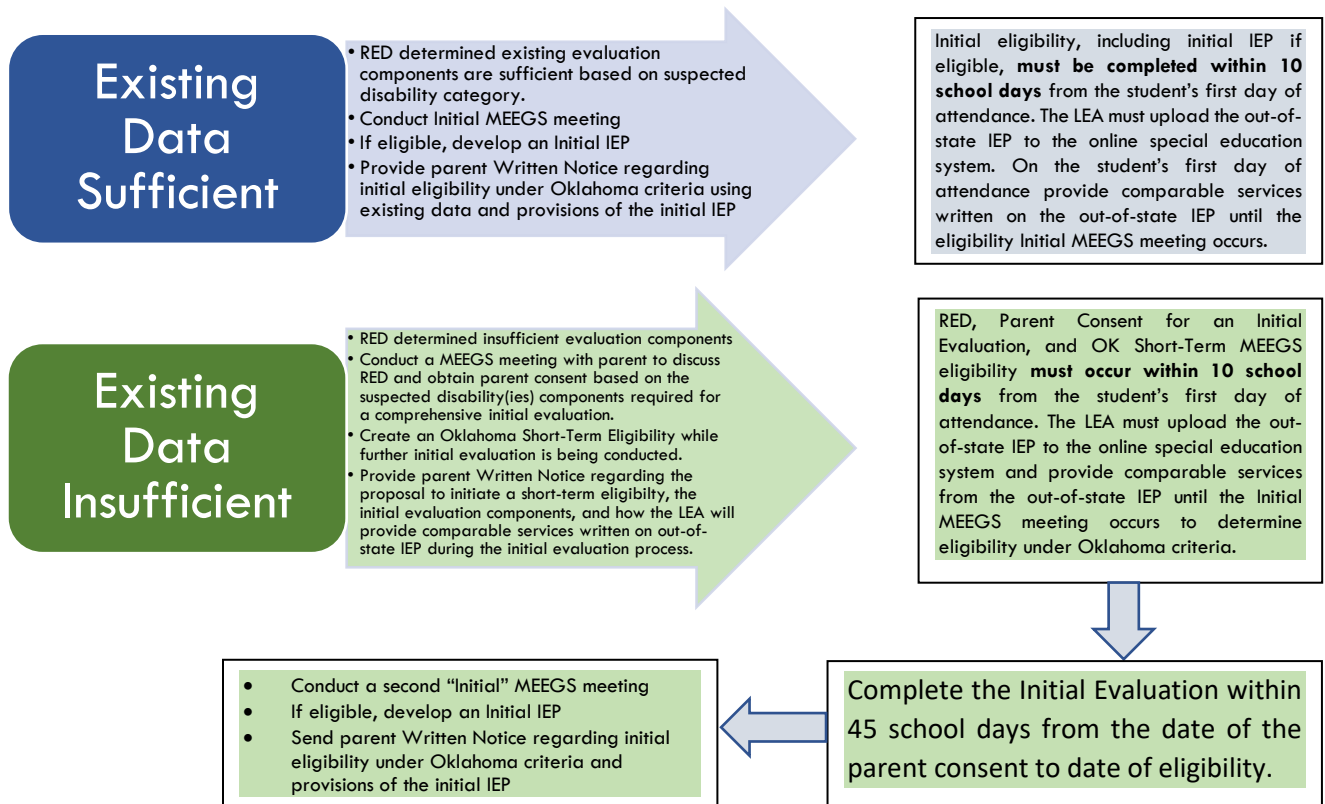 Existing
Data
Sufficient
• RED determined existing evaluation
components are sufficient based on suspected
disability category.
• Conduct Initial MEEGS meeting
• If eligible, develop an Initial IEP
• Provide parent Written Notice regarding
initial eligibility under Oklahoma criteria using
existing data and provisions of the initial IEP
Initial eligibility, including initial IEP if
eligible, must be completed within 10
school days from the student's first day of
attendance. The LEA must upload the out-of-
state IEP to the online special education
system. On the student's first day of
attendance provide comparable services
written on the out-of-state IEP until the
eligibility Initial MEEGS meeting occurs.
Existing
Data
Insufficient
• RED determined insufficient evaluation components
• Conduct a MEEGS meeting with parent to discuss
RED and obtain parent consent based on the
suspected disability(ies) components required for
a comprehensive initial evaluation.
• Create an Oklahoma Short-Term Eligibility while
further initial evaluation is being conducted.
• Provide parent Written Notice regarding the
proposal to initiate a short-term eligibilty, the
initial evaluation components, and how the LEA will
provide comparable services written on out-of-
state IEP during the initial evaluation process.
RED, Parent Consent for an Initial
Evaluation, and OK Short-Term MEEGS
eligibility must occur within 10 school
days from the student's first day of
attendance. The LEA must upload the out-
of-state IEP to the online special education
system and provide comparable services
from the out-of-state IEP until the Initial
MEEGS meeting occurs to determine
eligibility under Oklahoma criteria.
• Conduct a second "Initial" MEEGS meeting
• If eligible, develop an Initial IEP
• Send parent Written Notice regarding initial
eligibility under Oklahoma criteria and
provisions of the initial IEP
Complete the Initial Evaluation within
45 school days from the date of the
parent consent to date of eligibility.